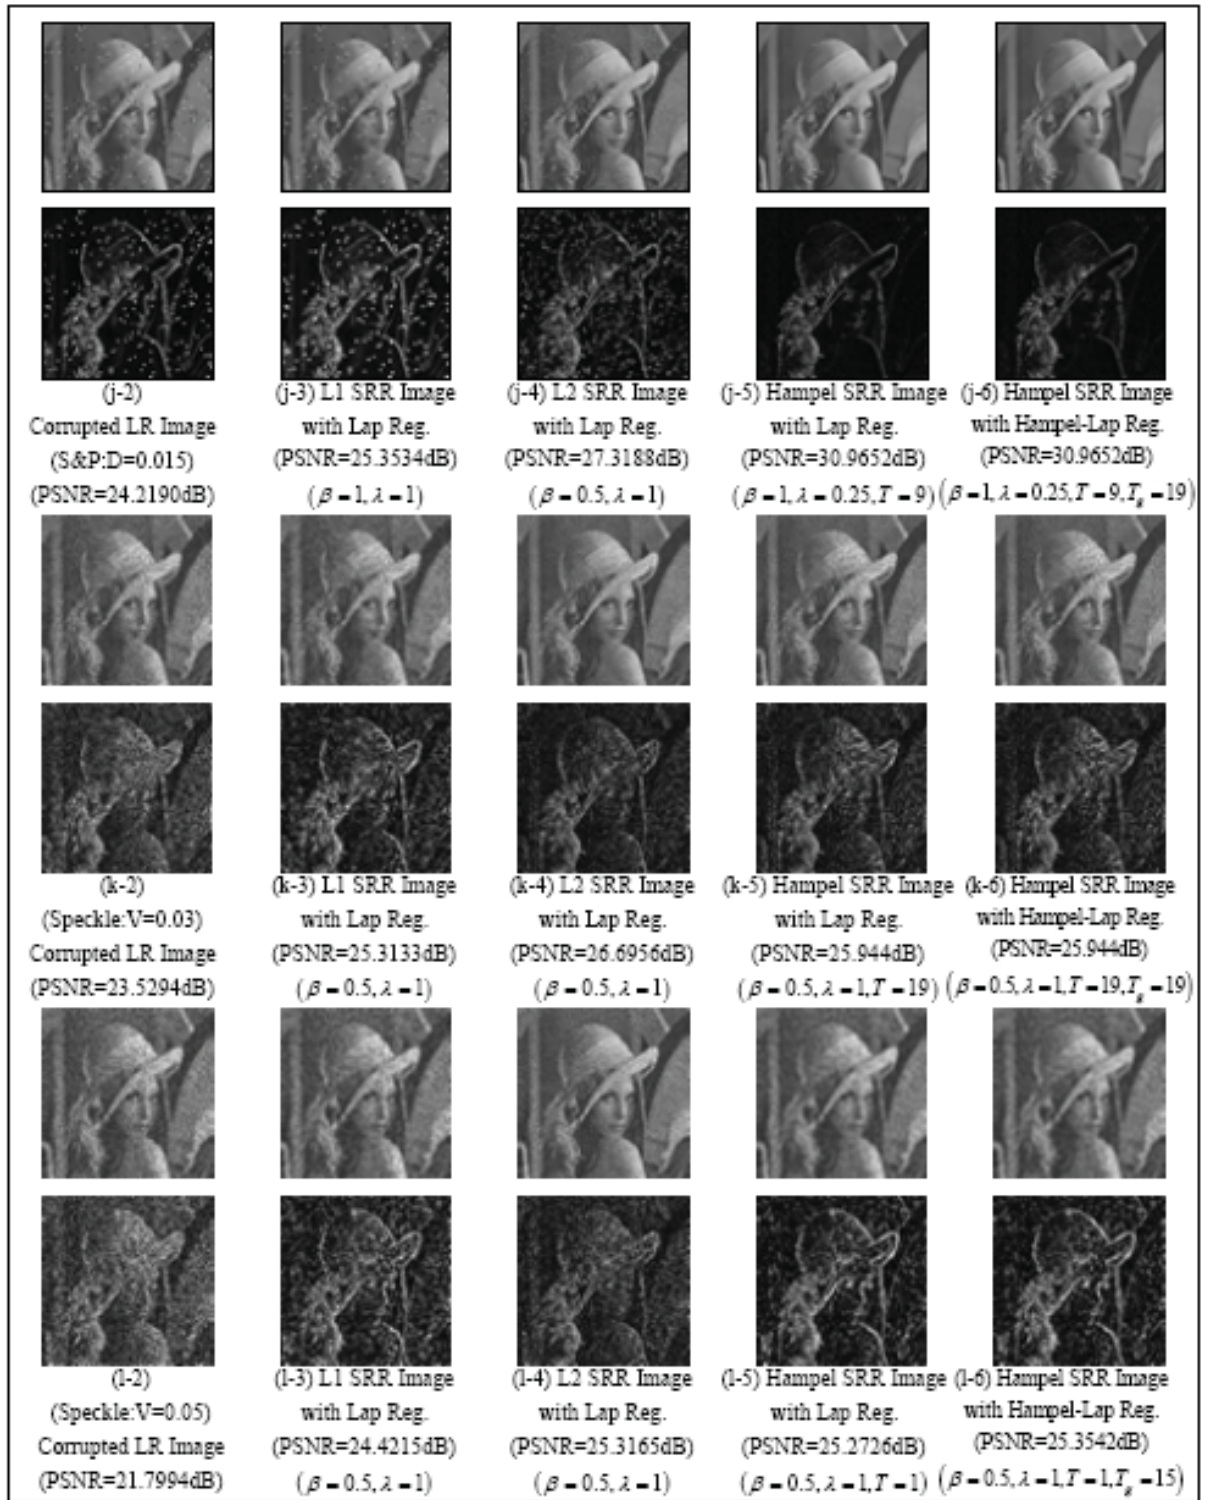 (j-2)
Corrupted LR Image
(S&P:D=0.015)
(PSNR=24.2190dB)
(j-3) L1 SRR Image
with Lap Reg.
(PSNR=25.3534dB)
(β=1,λ=1)
(j-4) L2 SRR Image
with Lap Reg.
(PSNR=27.3188dB)
(β=0.5,λ=1)
(j-5) Hampel SRR Image
with Lap Reg.
(PSNR=30.9652dB)
(β=1,λ=0.25,T=9)
(j-6) Hampel SRR Image
with Hampel-Lap Reg.
(PSNR=30.9652dB)
(β=1,λ=0.25,T=9,T_g=19)
(k-2)
(Speckle:V=0.03)
Corrupted LR Image
(PSNR=23.5294dB)
(k-3) L1 SRR Image
with Lap Reg.
(PSNR=25.3133dB)
(β=0.5,λ=1)
(k-4) L2 SRR Image
with Lap Reg.
(PSNR=26.6956dB)
(β=0.5,λ=1)
(k-5) Hampel SRR Image
with Lap Reg.
(PSNR=25.944dB)
(β=0.5,λ=1,T=19)
(k-6) Hampel SRR Image
with Hampel-Lap Reg.
(PSNR=25.944dB)
(β=0.5,λ=1,T=19,T_g=19)
(l-2)
(Speckle:V=0.05)
Corrupted LR Image
(PSNR=21.7994dB)
(l-3) L1 SRR Image
with Lap Reg.
(PSNR=24.4215dB)
(β=0.5,λ=1)
(l-4) L2 SRR Image
with Lap Reg.
(PSNR=25.3165dB)
(β=0.5,λ=1)
(l-5) Hampel SRR Image
with Lap Reg.
(PSNR=25.2726dB)
(β=0.5,λ=1,T=1)
(l-6) Hampel SRR Image
with Hampel-Lap Reg.
(PSNR=25.3542dB)
(β=0.5,λ=1,T=1,T_g=15)